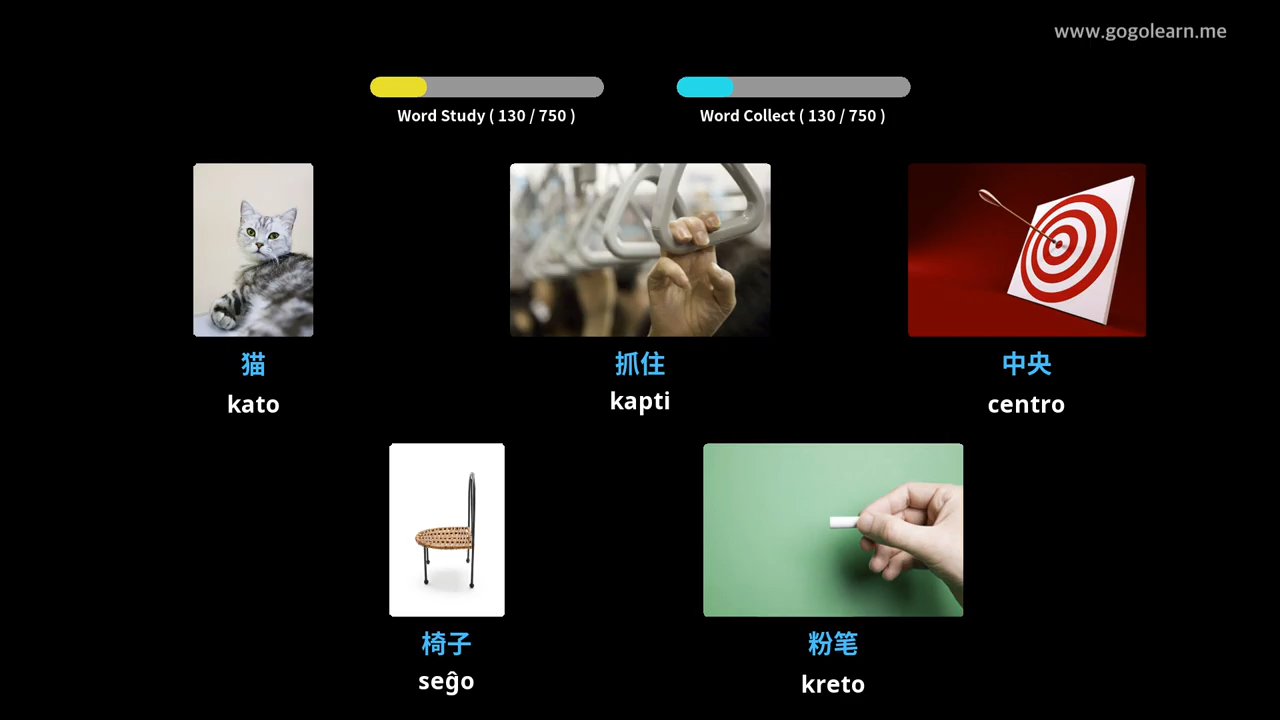 www.gogolearn.me
Word Study ( 130 / 750 )
Word Collect ( 130 / 750 )
猫
kato
抓住
kapti
中央
centro
椅子
seĝo
粉笔
kreto